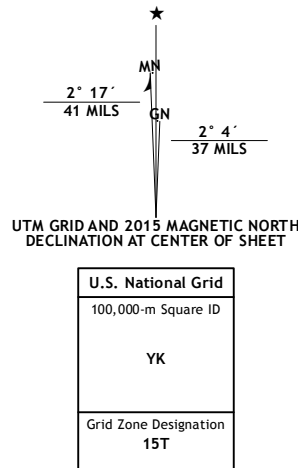 MN
GN
2° 17´
41 MILS
2° 4´
37 MILS
UTM GRID AND 2015 MAGNETIC NORTH
DECLINATION AT CENTER OF SHEET
U.S. National Grid
100,000-m Square ID
YK
Grid Zone Designation
15T